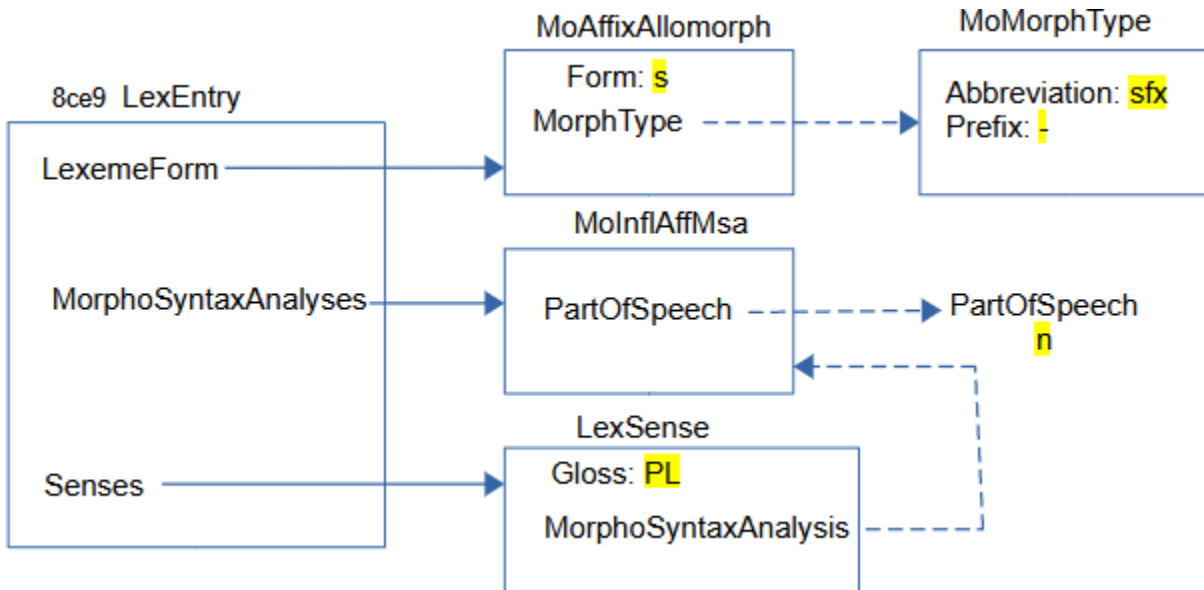 MoAffixAllomorph
MoMorphType
Form: s
MorphType
Abbreviation: sfx
Prefix: -
8ce9 LexEntry
LexemeForm
MoInflAffMsa
MorphoSyntaxAnalyses
PartOfSpeech
PartOfSpeech
n
LexSense
Senses
Gloss: PL
MorphoSyntaxAnalysis